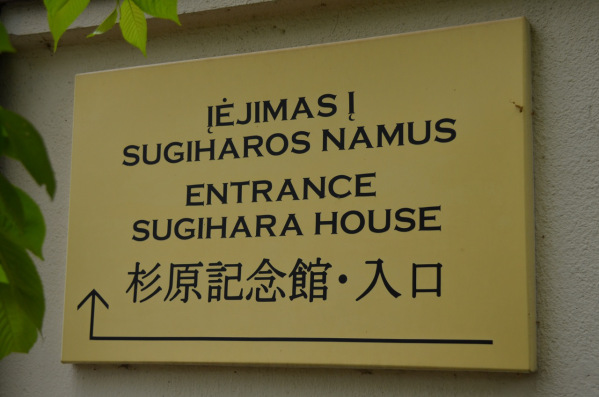 ĮĖJIMAS Į
SUGIHAROS NAMUS
ENTRANCE
SUGIHARA HOUSE
杉原記念館・入口